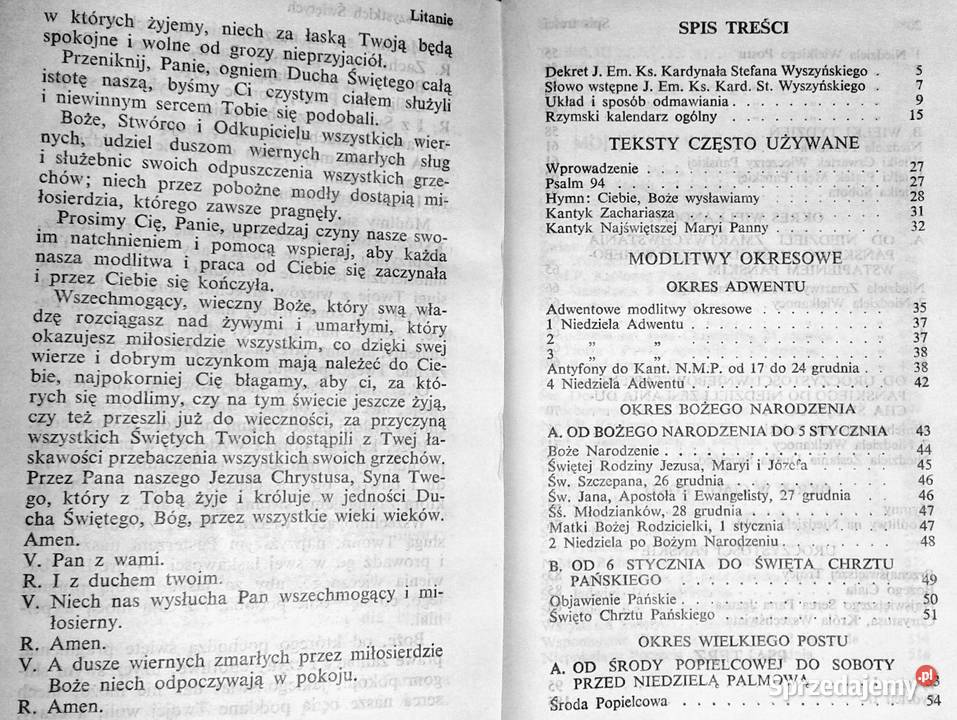 Litanie
w których żyjemy, niech za łaską Twoją będą
spokojne i wolne od grozy nieprzyjaciół.
Przeniknij, Panie, ogniem Ducha Świętego całą
istotę naszą, byśmy Ci czystym ciałem służyli
i niewinnym sercem Tobie się podobali.
Boże, Stwórco i Odkupicielu wszystkich wier-
nych, udziel duszom wiernych zmarłych sług
i służebnic swoich odpuszczenia wszystkich grze-
chów; niech przez pobożne modły dostąpią mi-
łosierdzia, którego zawsze pragnęły.
Prosimy Cię, Panie, uprzedzaj czyny nasze swo-
im natchnieniem i pomocą wspieraj, aby każda
nasza modlitwa i praca od Ciebie się zaczynała
i przez Ciebie się kończyła.
Wszechmogący, wieczny Boże, który swą wła-
dzę rozciągasz nad żywymi i umarłymi, który
okazujesz miłosierdzie wszystkim, co dzięki swej
wierze i dobrym uczynkom mają należeć do Cie-
bie, najpokorniej Cię błagamy, aby ci, za któ-
rych się modlimy, czy na tym świecie jeszcze żyją,
czy też przeszli już do wieczności, za przyczyną
wszystkich Świętych Twoich dostąpili z Twej ła-
skawości przebaczenia wszystkich swoich grzechów.
Przez Pana naszego Jezusa Chrystusa, Syna Twe-
go, który z Tobą żyje i króluje w jedności Du-
cha Świętego, Bóg, przez wszystkie wieki wieków.
Amen.
V. Pan z wami.
R. I z duchem twoim.
V. Niech nas wysłucha Pan wszechmogący i mi-
łosierny.
R. Amen.
V. A dusze wiernych zmarłych przez miłosierdzie
Boże niech odpoczywają w pokoju.
R. Amen.
SPIS TREŚCI
Dekret J. Em. Ks. Kardynała Stefana Wyszyńskiego . 5
Słowo wstępne J. Em. Ks. Kard. St. Wyszyńskiego . 7
Układ i sposób odmawiania . . . . . . . . . . 9
Rzymski kalendarz ogólny . . . . . . . . . . 15
TEKSTY CZĘSTO UŻYWANE
Wprowadzenie . . . . . . . . . . . . . . 27
Psalm 94 . . . . . . . . . . . . . . . . 27
Hymn: Ciebie, Boże wysławiamy . . . . . . . . 28
Kantyk Zachariasza . . . . . . . . . . . . 31
Kantyk Najświętszej Maryi Panny . . . . . . . 32
MODLITWY OKRESOWE
OKRES ADWENTU
Adwentowe modlitwy okresowe . . . . . . . . 35
1 Niedziela Adwentu . . . . . . . . . . . . 37
2 „ „ . . . . . . . . . . . . 37
3 „ „ . . . . . . . . . . . . 38
Antyfony do Kant. N.M.P. od 17 do 24 grudnia . . 38
4 Niedziela Adwentu . . . . . . . . . . . . 42
OKRES BOŻEGO NARODZENIA
A. OD BOŻEGO NARODZENIA DO 5 STYCZNIA 43
Boże Narodzenie . . . . . . . . . . . . . 44
Świętej Rodziny Jezusa, Maryi i Józefa . . . . . 45
Św. Szczepana, 26 grudnia . . . . . . . . . . 46
Św. Jana, Apostoła i Ewangelisty, 27 grudnia . . 46
Śś. Młodzianków, 28 grudnia . . . . . . . . . 47
Matki Bożej Rodzicielki, 1 stycznia . . . . . . 47
2 Niedziela po Bożym Narodzeniu . . . . . . . 48
B. OD 6 STYCZNIA DO ŚWIĘTA CHRZTU
PAŃSKIEGO . . . . . . . . . . . . . 49
Objawienie Pańskie . . . . . . . . . . . . 50
Święto Chrztu Pańskiego . . . . . . . . . . 51
OKRES WIELKIEGO POSTU
A. OD ŚRODY POPIELCOWEJ DO SOBOTY
PRZED NIEDZIELĄ PALMOWĄ
Środa Popielcowa . . . . . . . . . . . . . 54
Sprzedajemy.pl